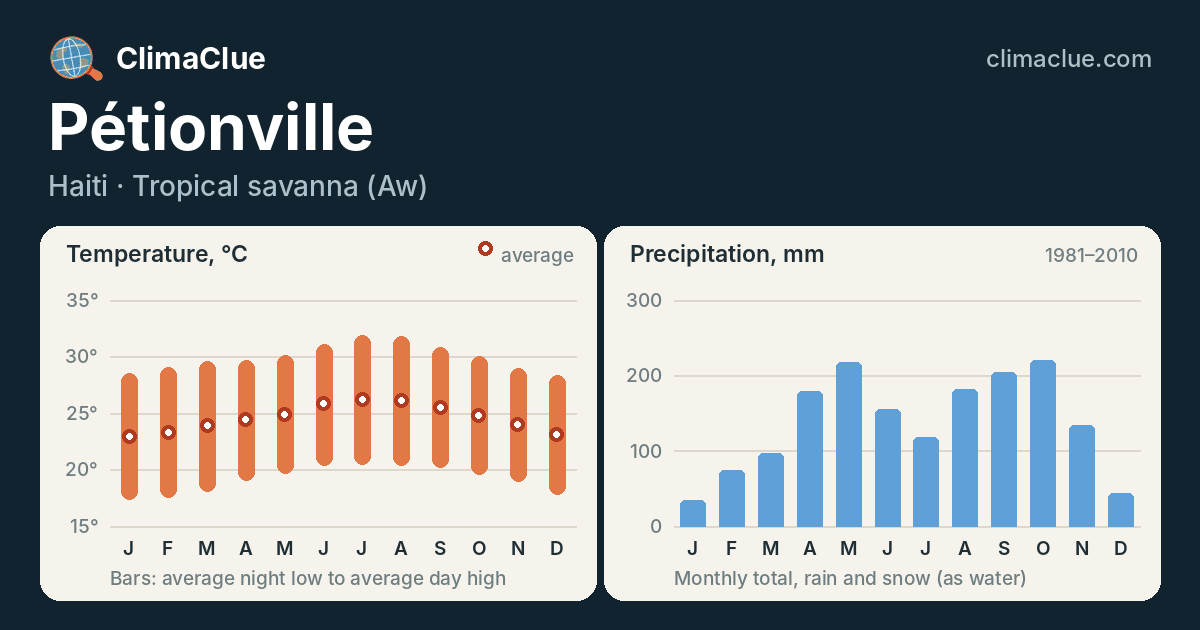 ClimaClue
climaclue.com
Pétionville
Haiti · Tropical savanna (Aw)
Temperature, °C
average
35°
30°
25°
20°
15°
J F M A M J J A S O N D
Bars: average night low to average day high
Precipitation, mm
1981–2010
300
200
100
0
J F M A M J J A S O N D
Monthly total, rain and snow (as water)